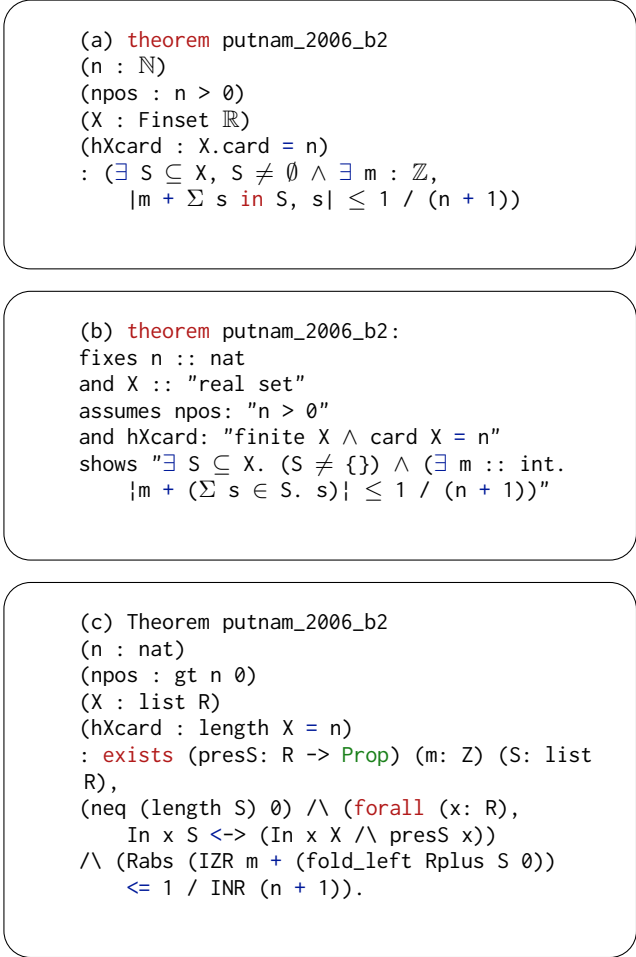 (a) theorem putnam_2006_b2
(n : ℕ)
(npos : n > 0)
(X : Finset ℝ)
(hXcard : X.card = n)
: (∃ S ⊆ X, S ≠ ∅ ∧ ∃ m : ℤ,
|m + Σ s in S, s| ≤ 1 / (n + 1))
(b) theorem putnam_2006_b2:
fixes n :: nat
and X :: "real set"
assumes npos: "n > 0"
and hXcard: "finite X ∧ card X = n"
shows "∃ S ⊆ X. (S ≠ {}) ∧ (∃ m :: int.
¦m + (Σ s ∈ S. s)¦ ≤ 1 / (n + 1))"
(c) Theorem putnam_2006_b2
(n : nat)
(npos : gt n 0)
(X : list R)
(hXcard : length X = n)
: exists (presS: R -> Prop) (m: Z) (S: list
R),
(neq (length S) 0) /\ (forall (x: R),
In x S <-> (In x X /\ presS x))
/\ (Rabs (IZR m + (fold_left Rplus S 0))
<= 1 / INR (n + 1)).